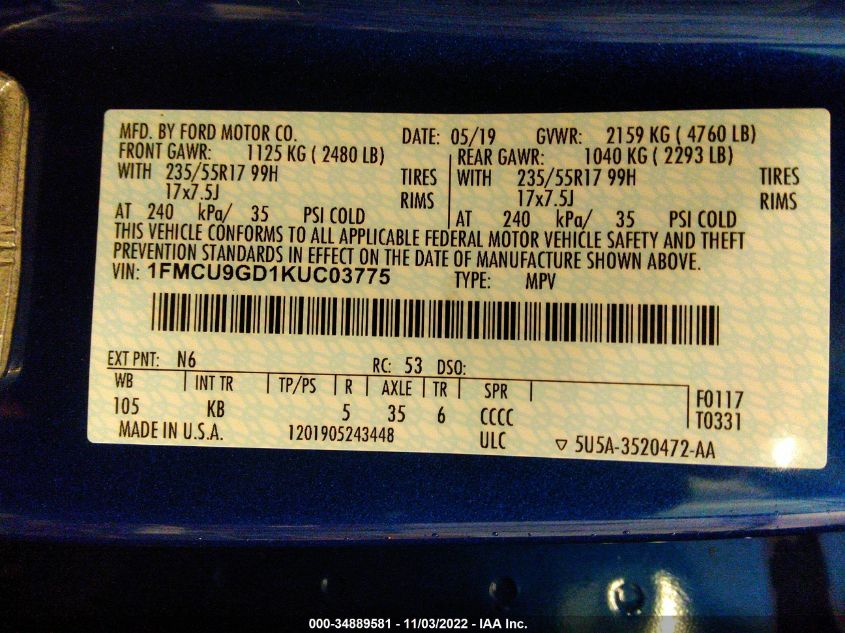 MFD. BY FORD MOTOR CO. DATE: 05/19 GVWR: 2159 KG ( 4760 LB)
FRONT GAWR: 1125 KG ( 2480 LB) REAR GAWR: 1040 KG ( 2293 LB)
WITH 235/55R17 99H TIRES WITH 235/55R17 99H TIRES
17x7.5J RIMS 17x7.5J RIMS
AT 240 kPa/ 35 PSI COLD AT 240 kPa/ 35 PSI COLD
THIS VEHICLE CONFORMS TO ALL APPLICABLE FEDERAL MOTOR VEHICLE SAFETY AND THEFT
PREVENTION STANDARDS IN EFFECT ON THE DATE OF MANUFACTURE SHOWN ABOVE.
VIN: 1FMCU9GD1KUC03775 TYPE: MPV
EXT PNT: N6 RC: 53 DSO:
WB INT TR TP/PS R AXLE TR SPR F0117
105 KB 5 35 6 CCCC T0331
MADE IN U.S.A. 1201905243448 ULC 5U5A-3520472-AA
000-34889581 - 11/03/2022 - IAA Inc.